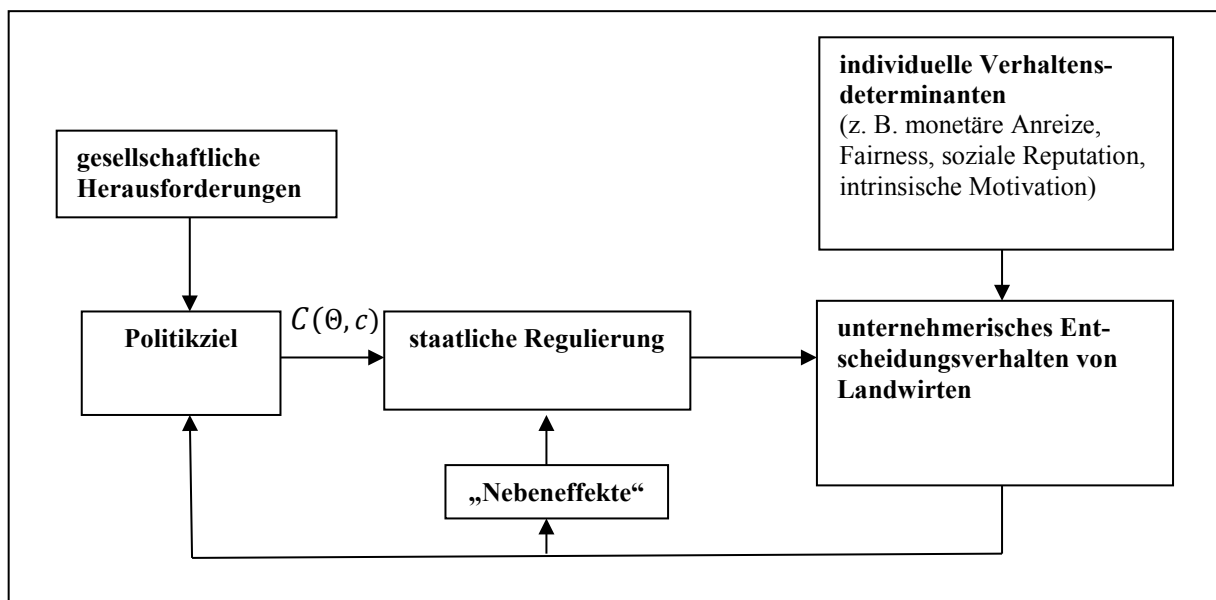 individuelle Verhaltens-
determinanten
(z. B. monetäre Anreize,
Fairness, soziale Reputation,
intrinsische Motivation)
gesellschaftliche
Herausforderungen
Politikziel
C(Θ, c)
staatliche Regulierung
unternehmerisches Ent-
scheidungsverhalten von
Landwirten
„Nebeneffekte“